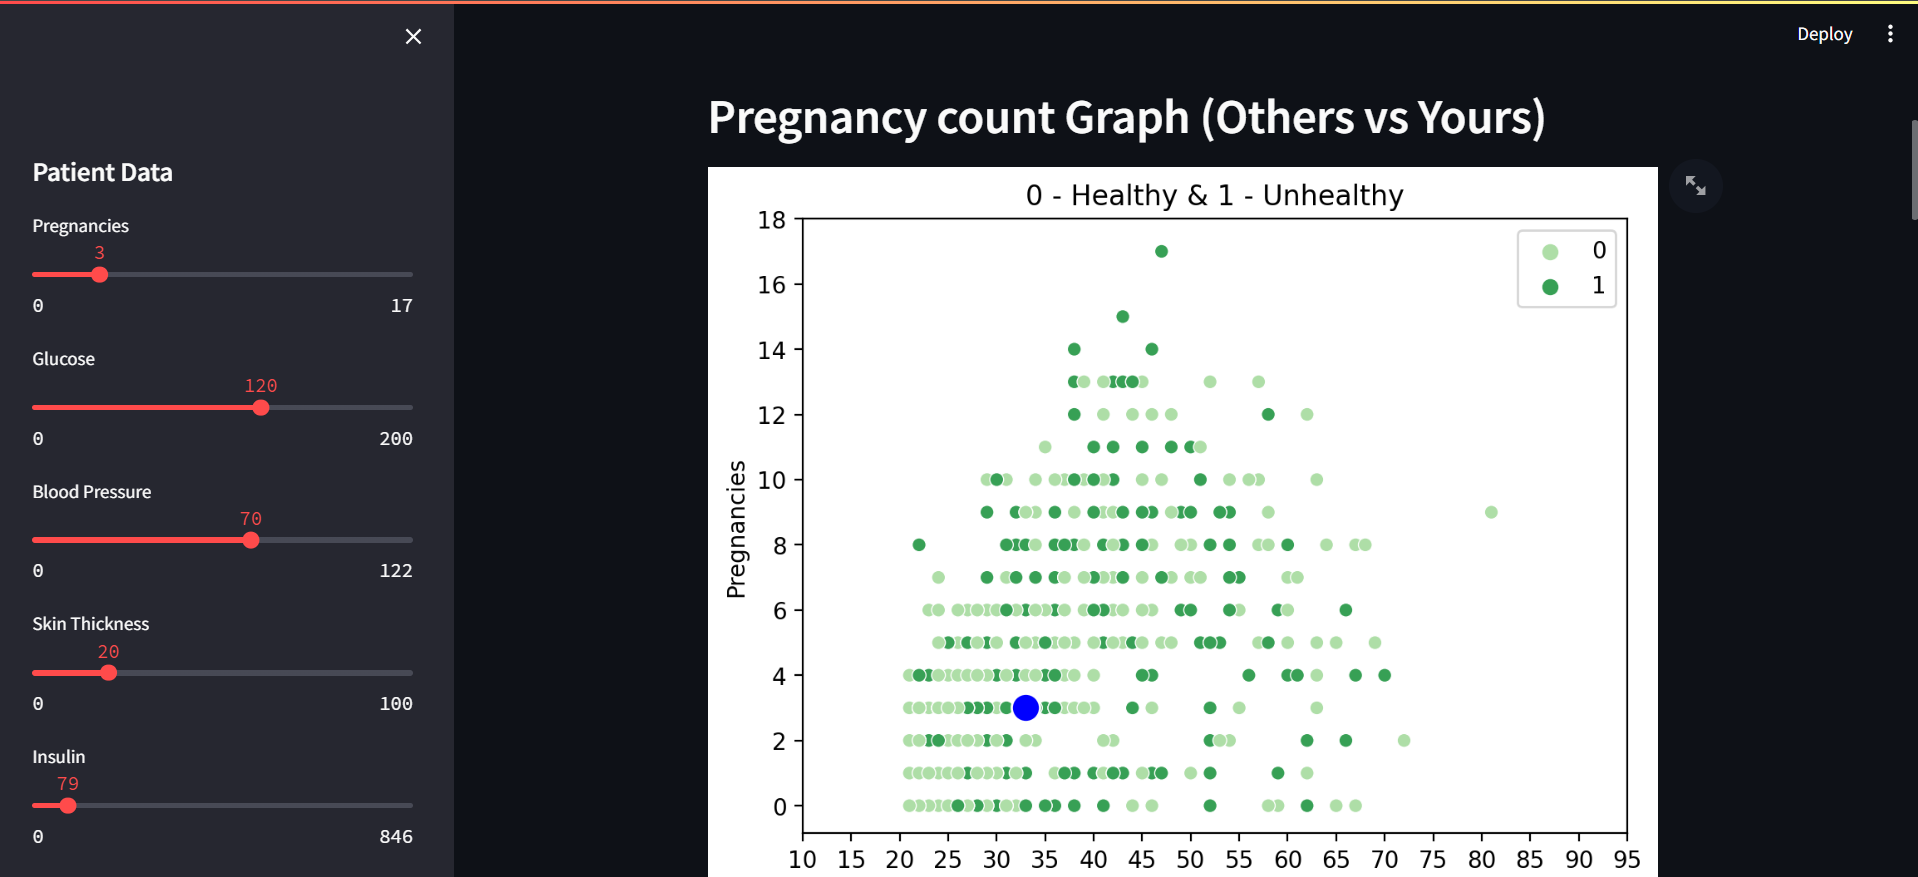 Deploy
Patient Data
Pregnancies
3
0 17
Glucose
120
0 200
Blood Pressure
70
0 122
Skin Thickness
20
0 100
Insulin
79
0 846
Pregnancy count Graph (Others vs Yours)
0 - Healthy & 1 - Unhealthy
0
1
Pregnancies
18
16
14
12
10
8
6
4
2
0
10 15 20 25 30 35 40 45 50 55 60 65 70 75 80 85 90 95